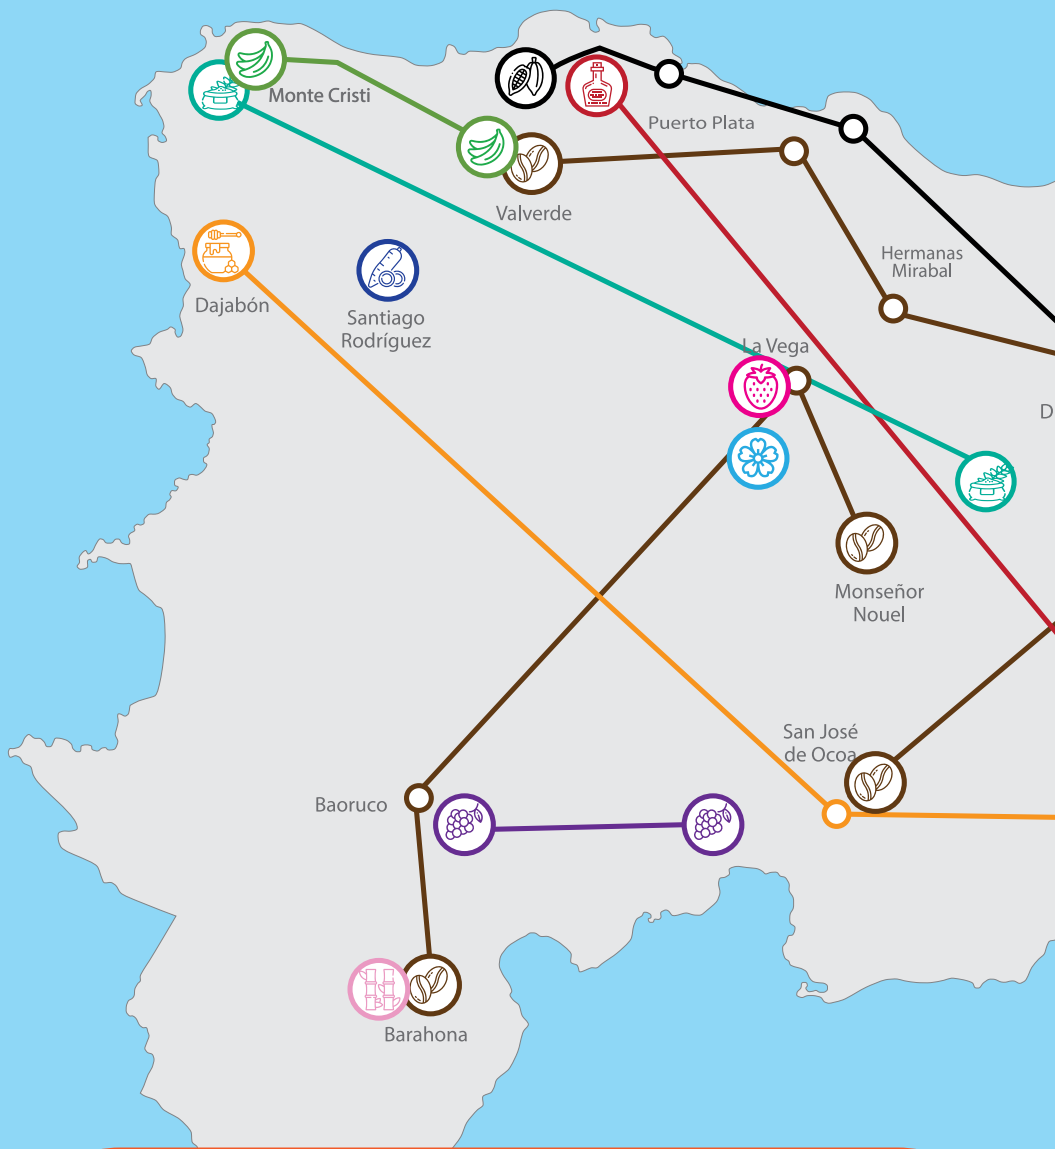 Monte Cristi
Puerto Plata
Valverde
Hermanas
Mirabal
Dajabón
Santiago
Rodríguez
La Vega
D
Monseñor
Nouel
San José
de Ocoa
Baoruco
Barahona